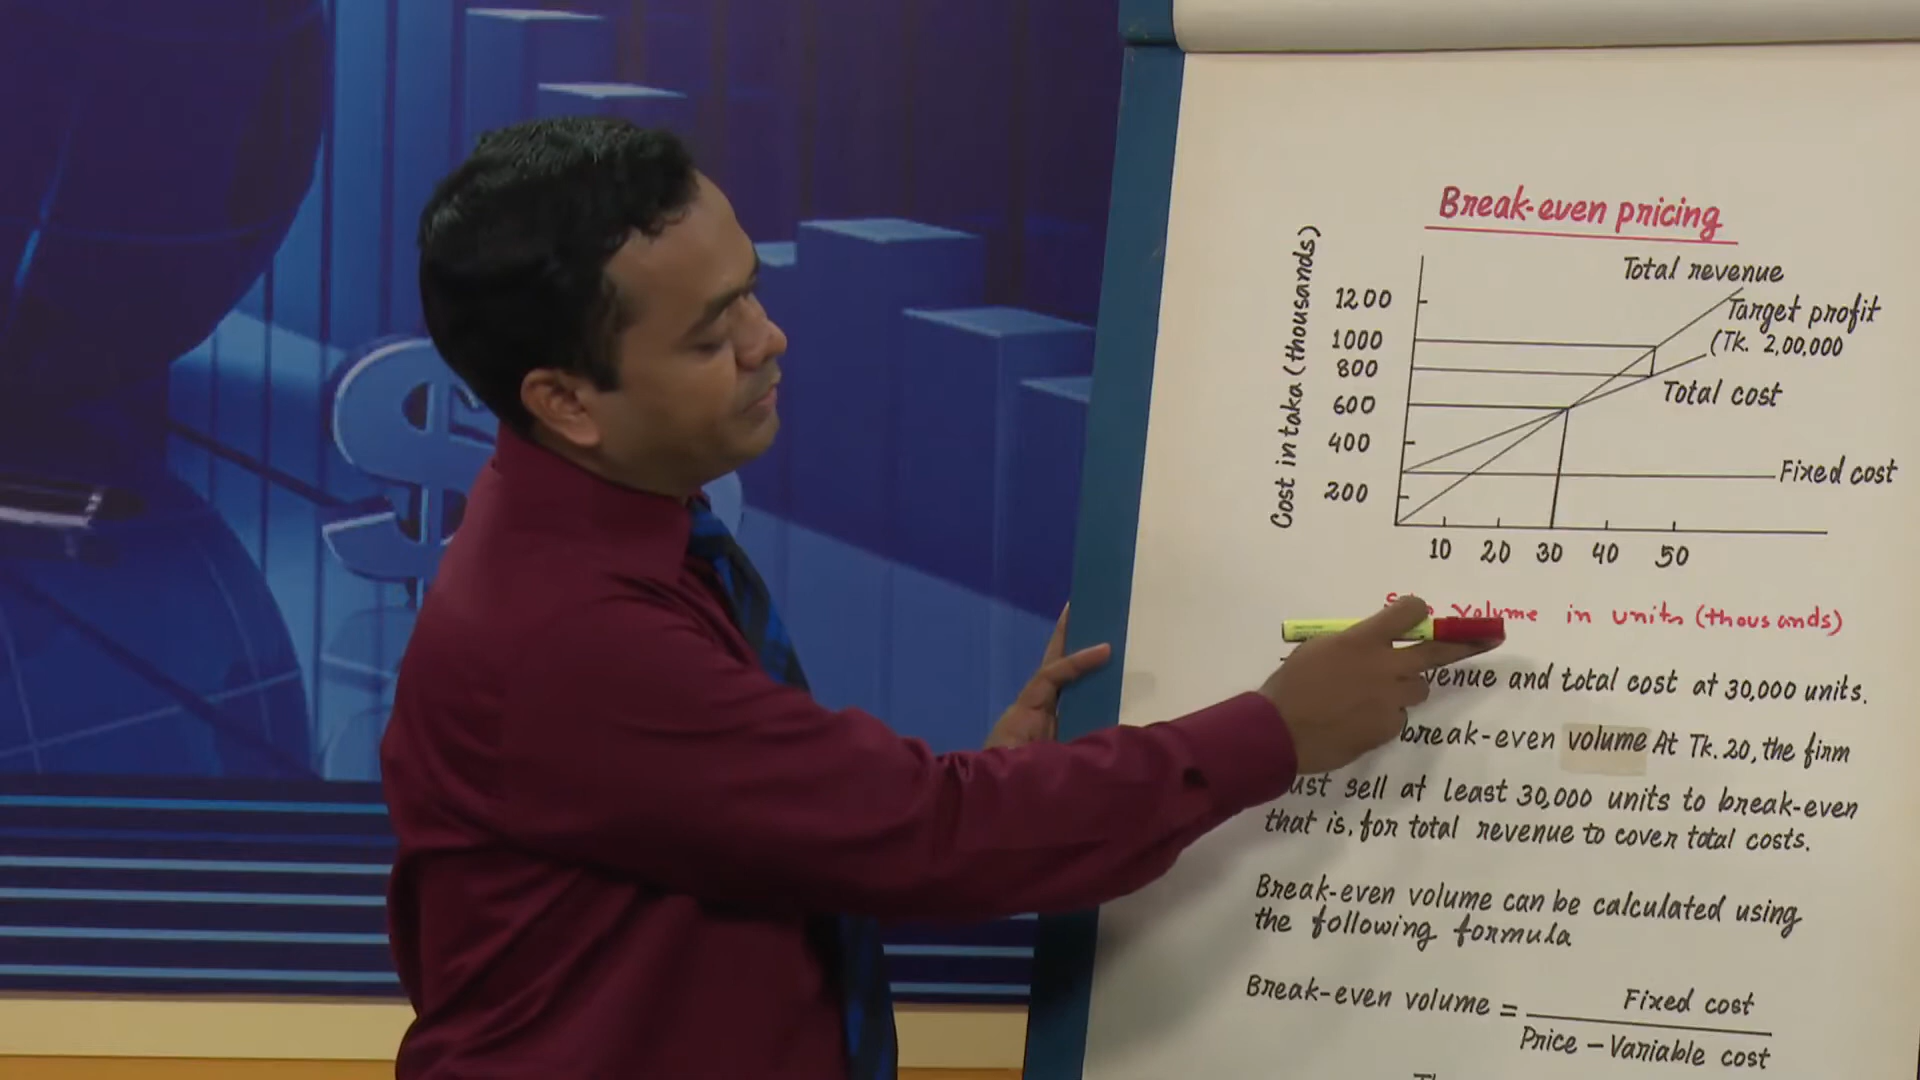 Break-even pricing
Total revenue
Target profit
(Tk. 2,00,000
Total cost
Fixed cost
Cost in taka (thousands)
1200
1000
800
600
400
200
10 20 30 40 50
volume in units (thousands)
venue and total cost at 30,000 units.
break-even volume At Tk. 20, the firm
ust sell at least 30,000 units to break-even
that is, for total revenue to cover total costs.
Break-even volume can be calculated using
the following formula
Break-even volume = Fixed cost
Price - Variable cost